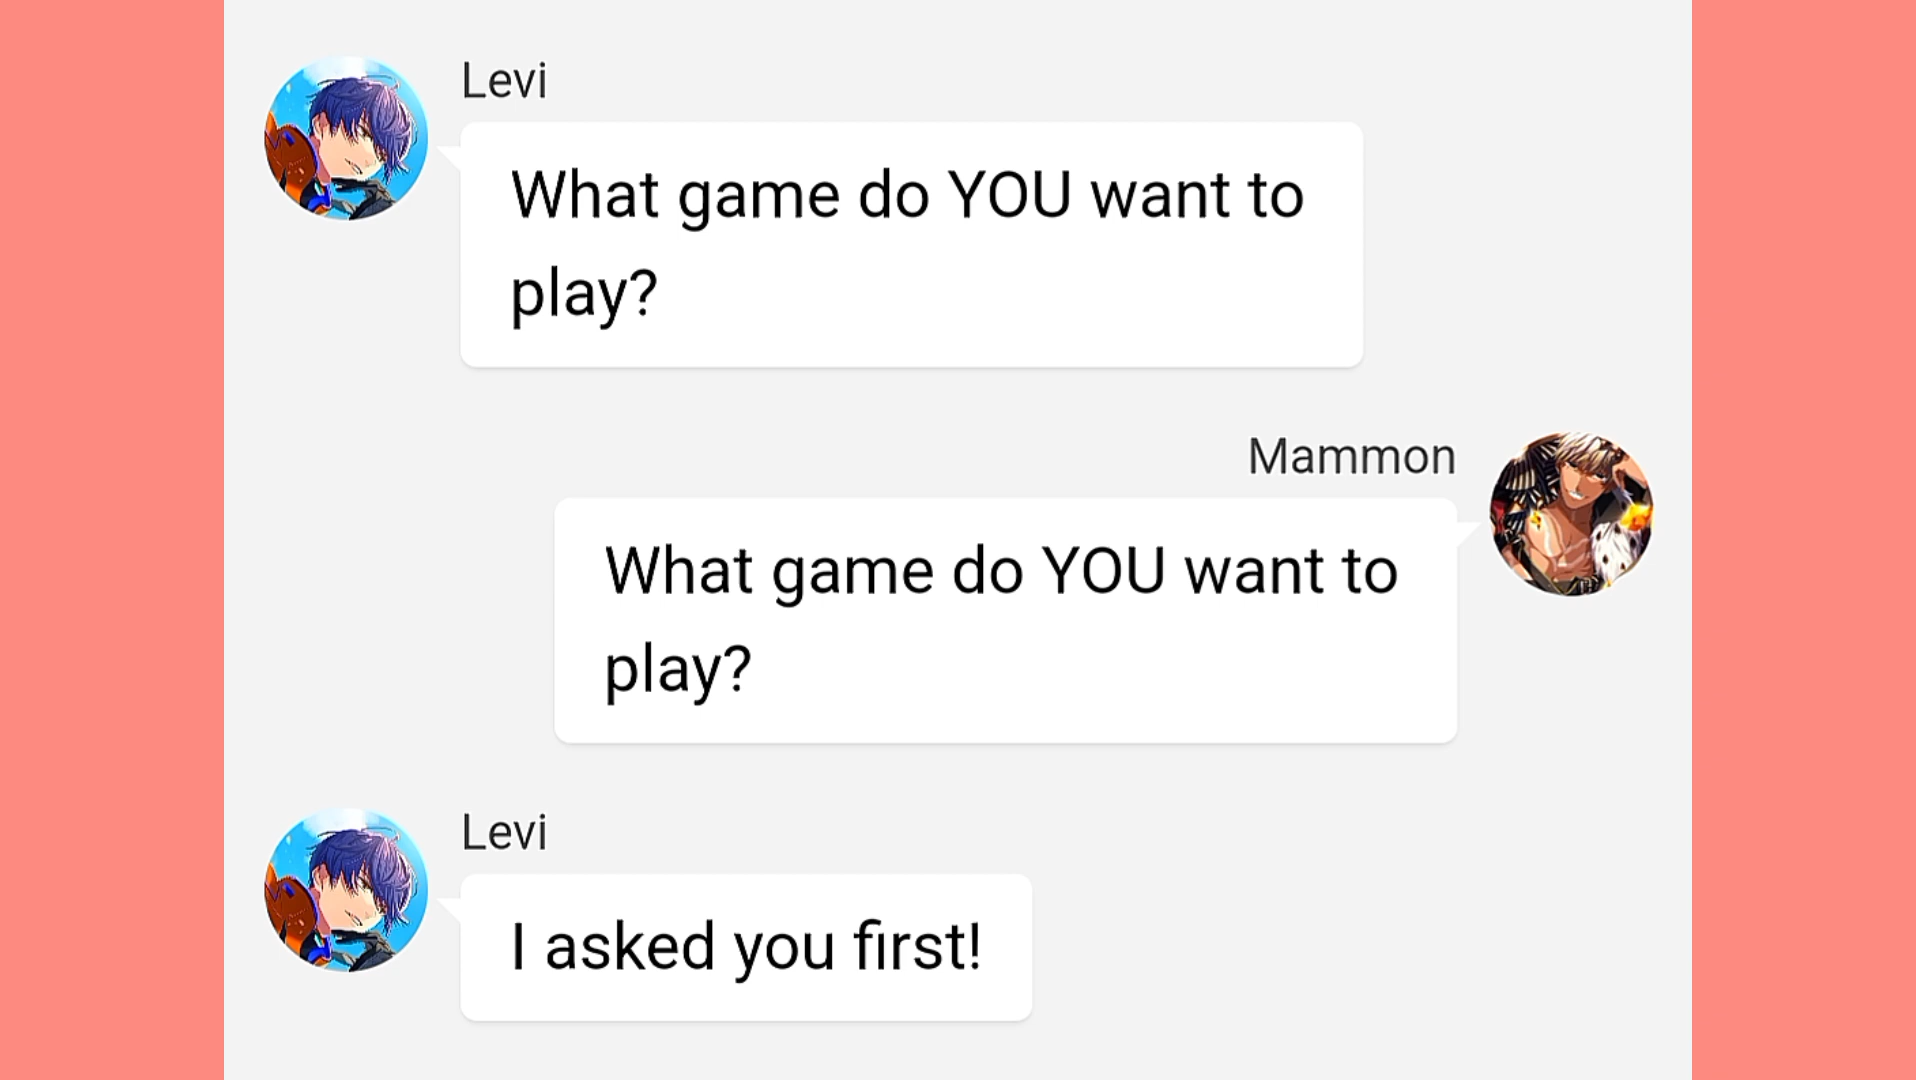 Levi
What game do YOU want to
play?
Mammon
What game do YOU want to
play?
Levi
I asked you first!